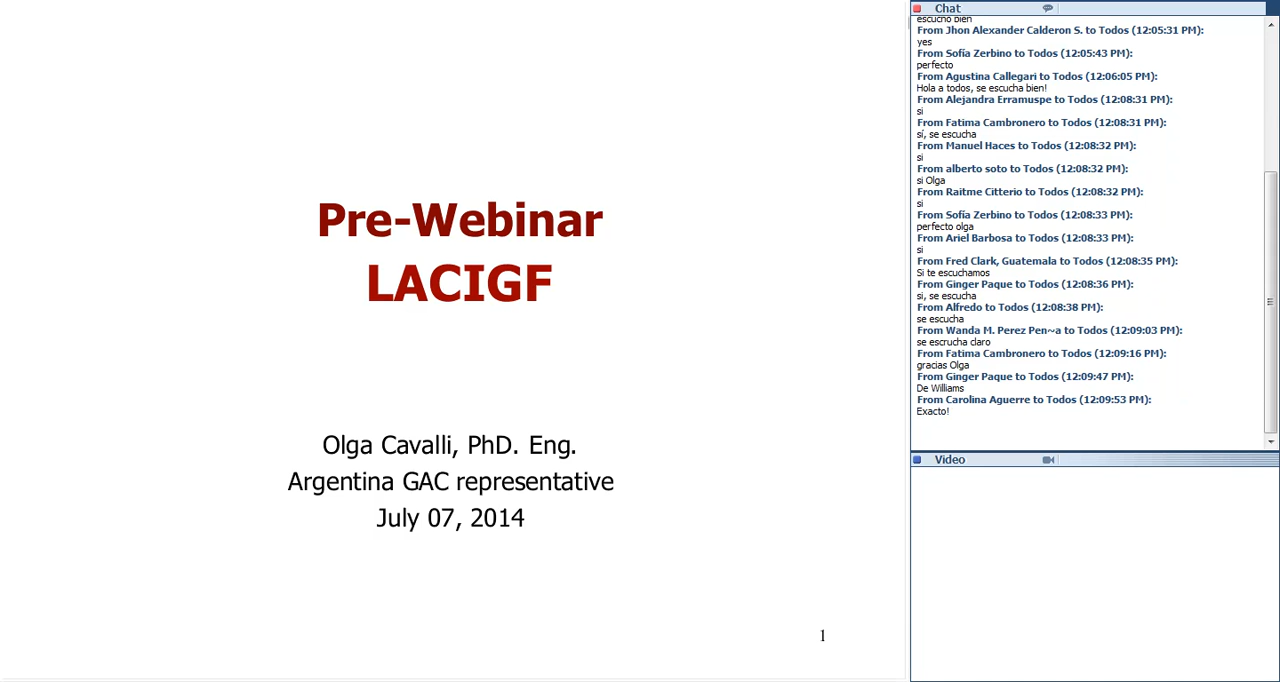 Pre-Webinar
LACIGF
Olga Cavalli, PhD. Eng.
Argentina GAC representative
July 07, 2014
1
Chat
escucho bien
From Jhon Alexander Calderon S. to Todos (12:05:31 PM):
yes
From Sofía Zerbino to Todos (12:05:43 PM):
perfecto
From Agustina Callegari to Todos (12:06:05 PM):
Hola a todos, se escucha bien!
From Alejandra Erramuspe to Todos (12:08:31 PM):
si
From Fatima Cambronero to Todos (12:08:31 PM):
sí, se escucha
From Manuel Haces to Todos (12:08:32 PM):
si
From alberto soto to Todos (12:08:32 PM):
si Olga
From Raitme Citterio to Todos (12:08:32 PM):
si
From Sofía Zerbino to Todos (12:08:33 PM):
perfecto olga
From Ariel Barbosa to Todos (12:08:33 PM):
si
From Fred Clark, Guatemala to Todos (12:08:35 PM):
Si te escuchamos
From Ginger Paque to Todos (12:08:36 PM):
si, se escucha
From Alfredo to Todos (12:08:38 PM):
se escucha
From Wanda M. Perez Pen~a to Todos (12:09:03 PM):
se escrucha claro
From Fatima Cambronero to Todos (12:09:16 PM):
gracias Olga
From Ginger Paque to Todos (12:09:47 PM):
De Williams
From Carolina Aguerre to Todos (12:09:53 PM):
Exacto!
Video